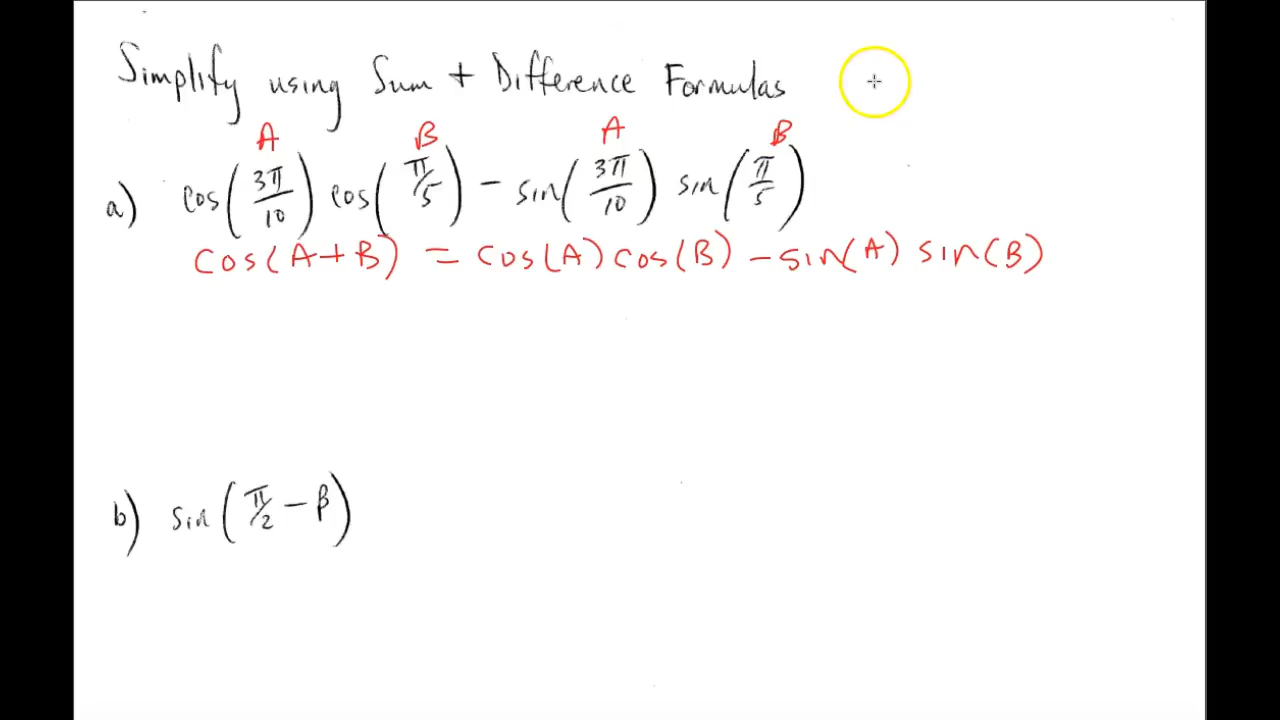 Simplify using Sum + Difference Formulas
A B A B
a) cos(3π/10) cos(π/5) - sin(3π/10) sin(π/5)
cos(A+B) = cos(A) cos(B) - sin(A) sin(B)
b) sin(π/2 - β)